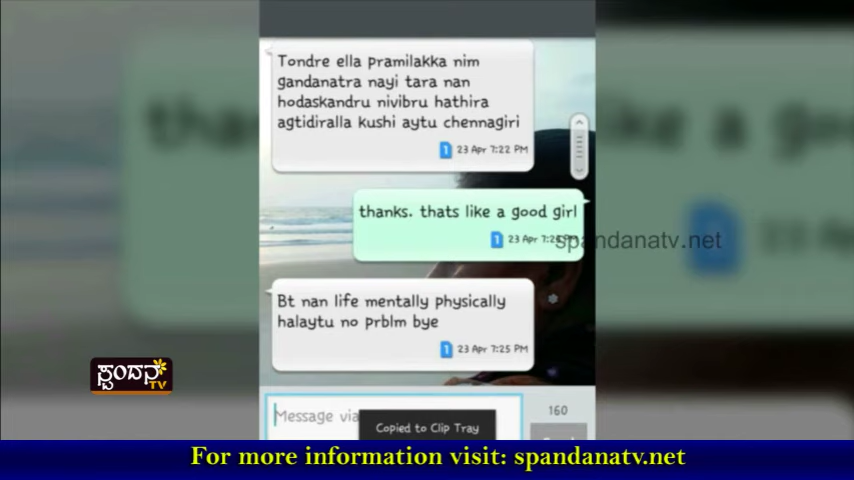 Tondre ella pramilakka nim
gandanatra nayi tara nan
hodaskandru nivibru hathira
agtidiralla kushi aytu chennagiri
1 23 Apr 7:22 PM
thanks. thats like a good girl
1 23 Apr
spandanatv.net
Bt nan life mentally physically
halaytu no prblm bye
1 23 Apr 7:25 PM
ಸ್ಪಂದನ
TV
Message via
160
Copied to Clip Tray
For more information visit: spandanatv.net